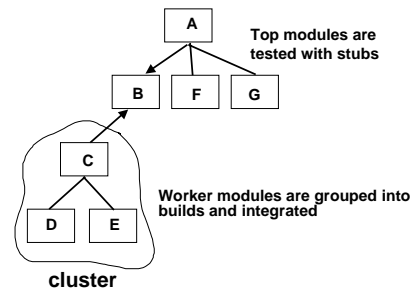 A
Top modules are
tested with stubs
B F G
C
Worker modules are grouped into
builds and integrated
D E
cluster